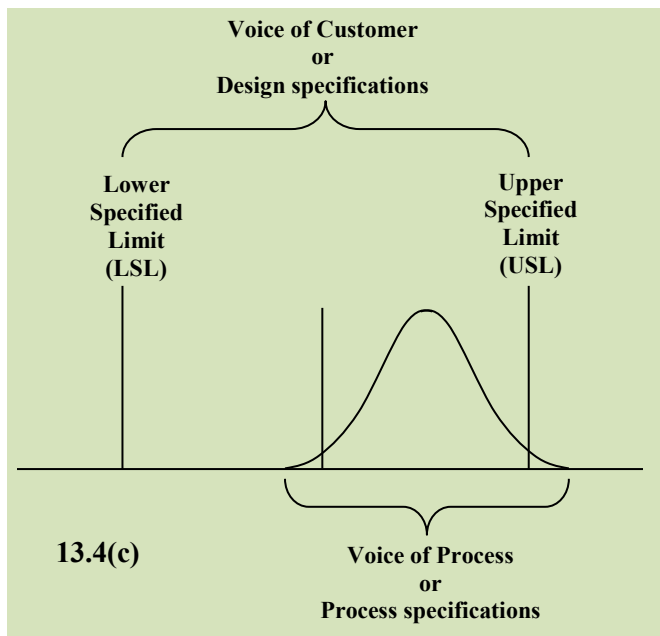 Voice of Customer
or
Design specifications
Lower
Specified
Limit
(LSL)
Upper
Specified
Limit
(USL)
13.4(c)
Voice of Process
or
Process specifications